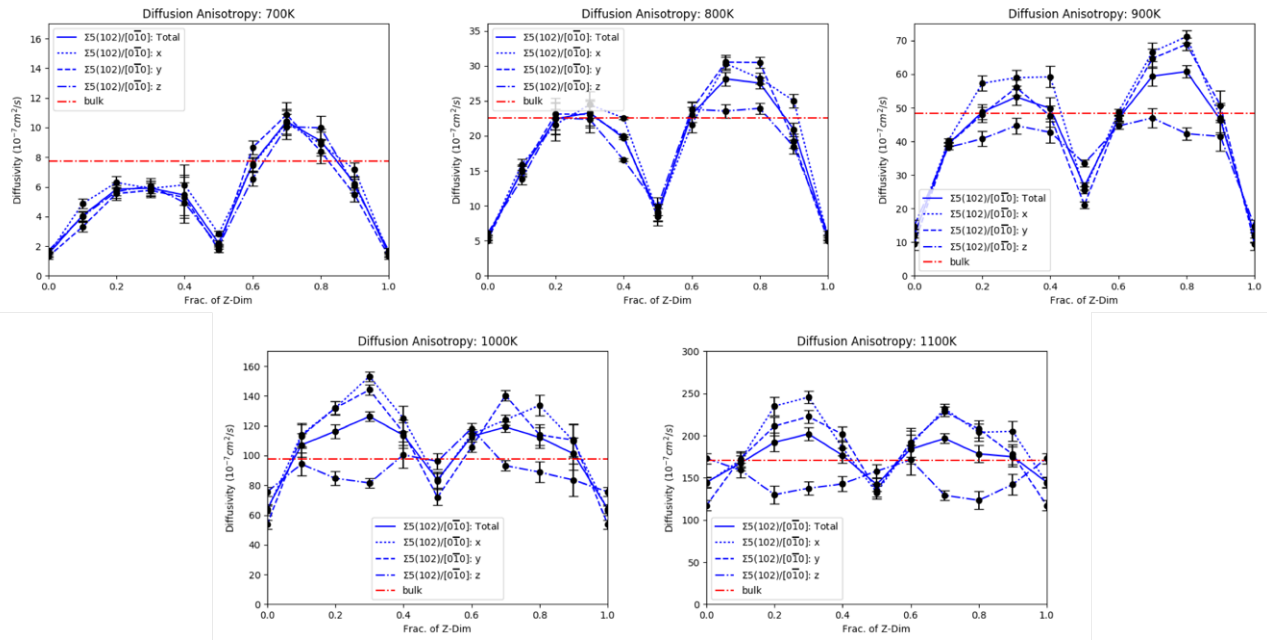 Diffusion Anisotropy: 700K
Diffusivity (10⁻⁷cm²/s)
16
14
12
10
8
6
4
2
0
Σ5(102)/[01̅0]: Total
Σ5(102)/[01̅0]: x
Σ5(102)/[01̅0]: y
Σ5(102)/[01̅0]: z
bulk
0.0 0.2 0.4 0.6 0.8 1.0
Frac. of Z-Dim
Diffusion Anisotropy: 800K
Diffusivity (10⁻⁷cm²/s)
35
30
25
20
15
10
5
0
Σ5(102)/[01̅0]: Total
Σ5(102)/[01̅0]: x
Σ5(102)/[01̅0]: y
Σ5(102)/[01̅0]: z
bulk
0.0 0.2 0.4 0.6 0.8 1.0
Frac. of Z-Dim
Diffusion Anisotropy: 900K
Diffusivity (10⁻⁷cm²/s)
70
60
50
40
30
20
10
0
Σ5(102)/[01̅0]: Total
Σ5(102)/[01̅0]: x
Σ5(102)/[01̅0]: y
Σ5(102)/[01̅0]: z
bulk
0.0 0.2 0.4 0.6 0.8 1.0
Frac. of Z-Dim
Diffusion Anisotropy: 1000K
Diffusivity (10⁻⁷cm²/s)
160
140
120
100
80
60
40
20
0
Σ5(102)/[01̅0]: Total
Σ5(102)/[01̅0]: x
Σ5(102)/[01̅0]: y
Σ5(102)/[01̅0]: z
bulk
0.0 0.2 0.4 0.6 0.8 1.0
Frac. of Z-Dim
Diffusion Anisotropy: 1100K
Diffusivity (10⁻⁷cm²/s)
300
250
200
150
100
50
0
Σ5(102)/[01̅0]: Total
Σ5(102)/[01̅0]: x
Σ5(102)/[01̅0]: y
Σ5(102)/[01̅0]: z
bulk
0.0 0.2 0.4 0.6 0.8 1.0
Frac. of Z-Dim